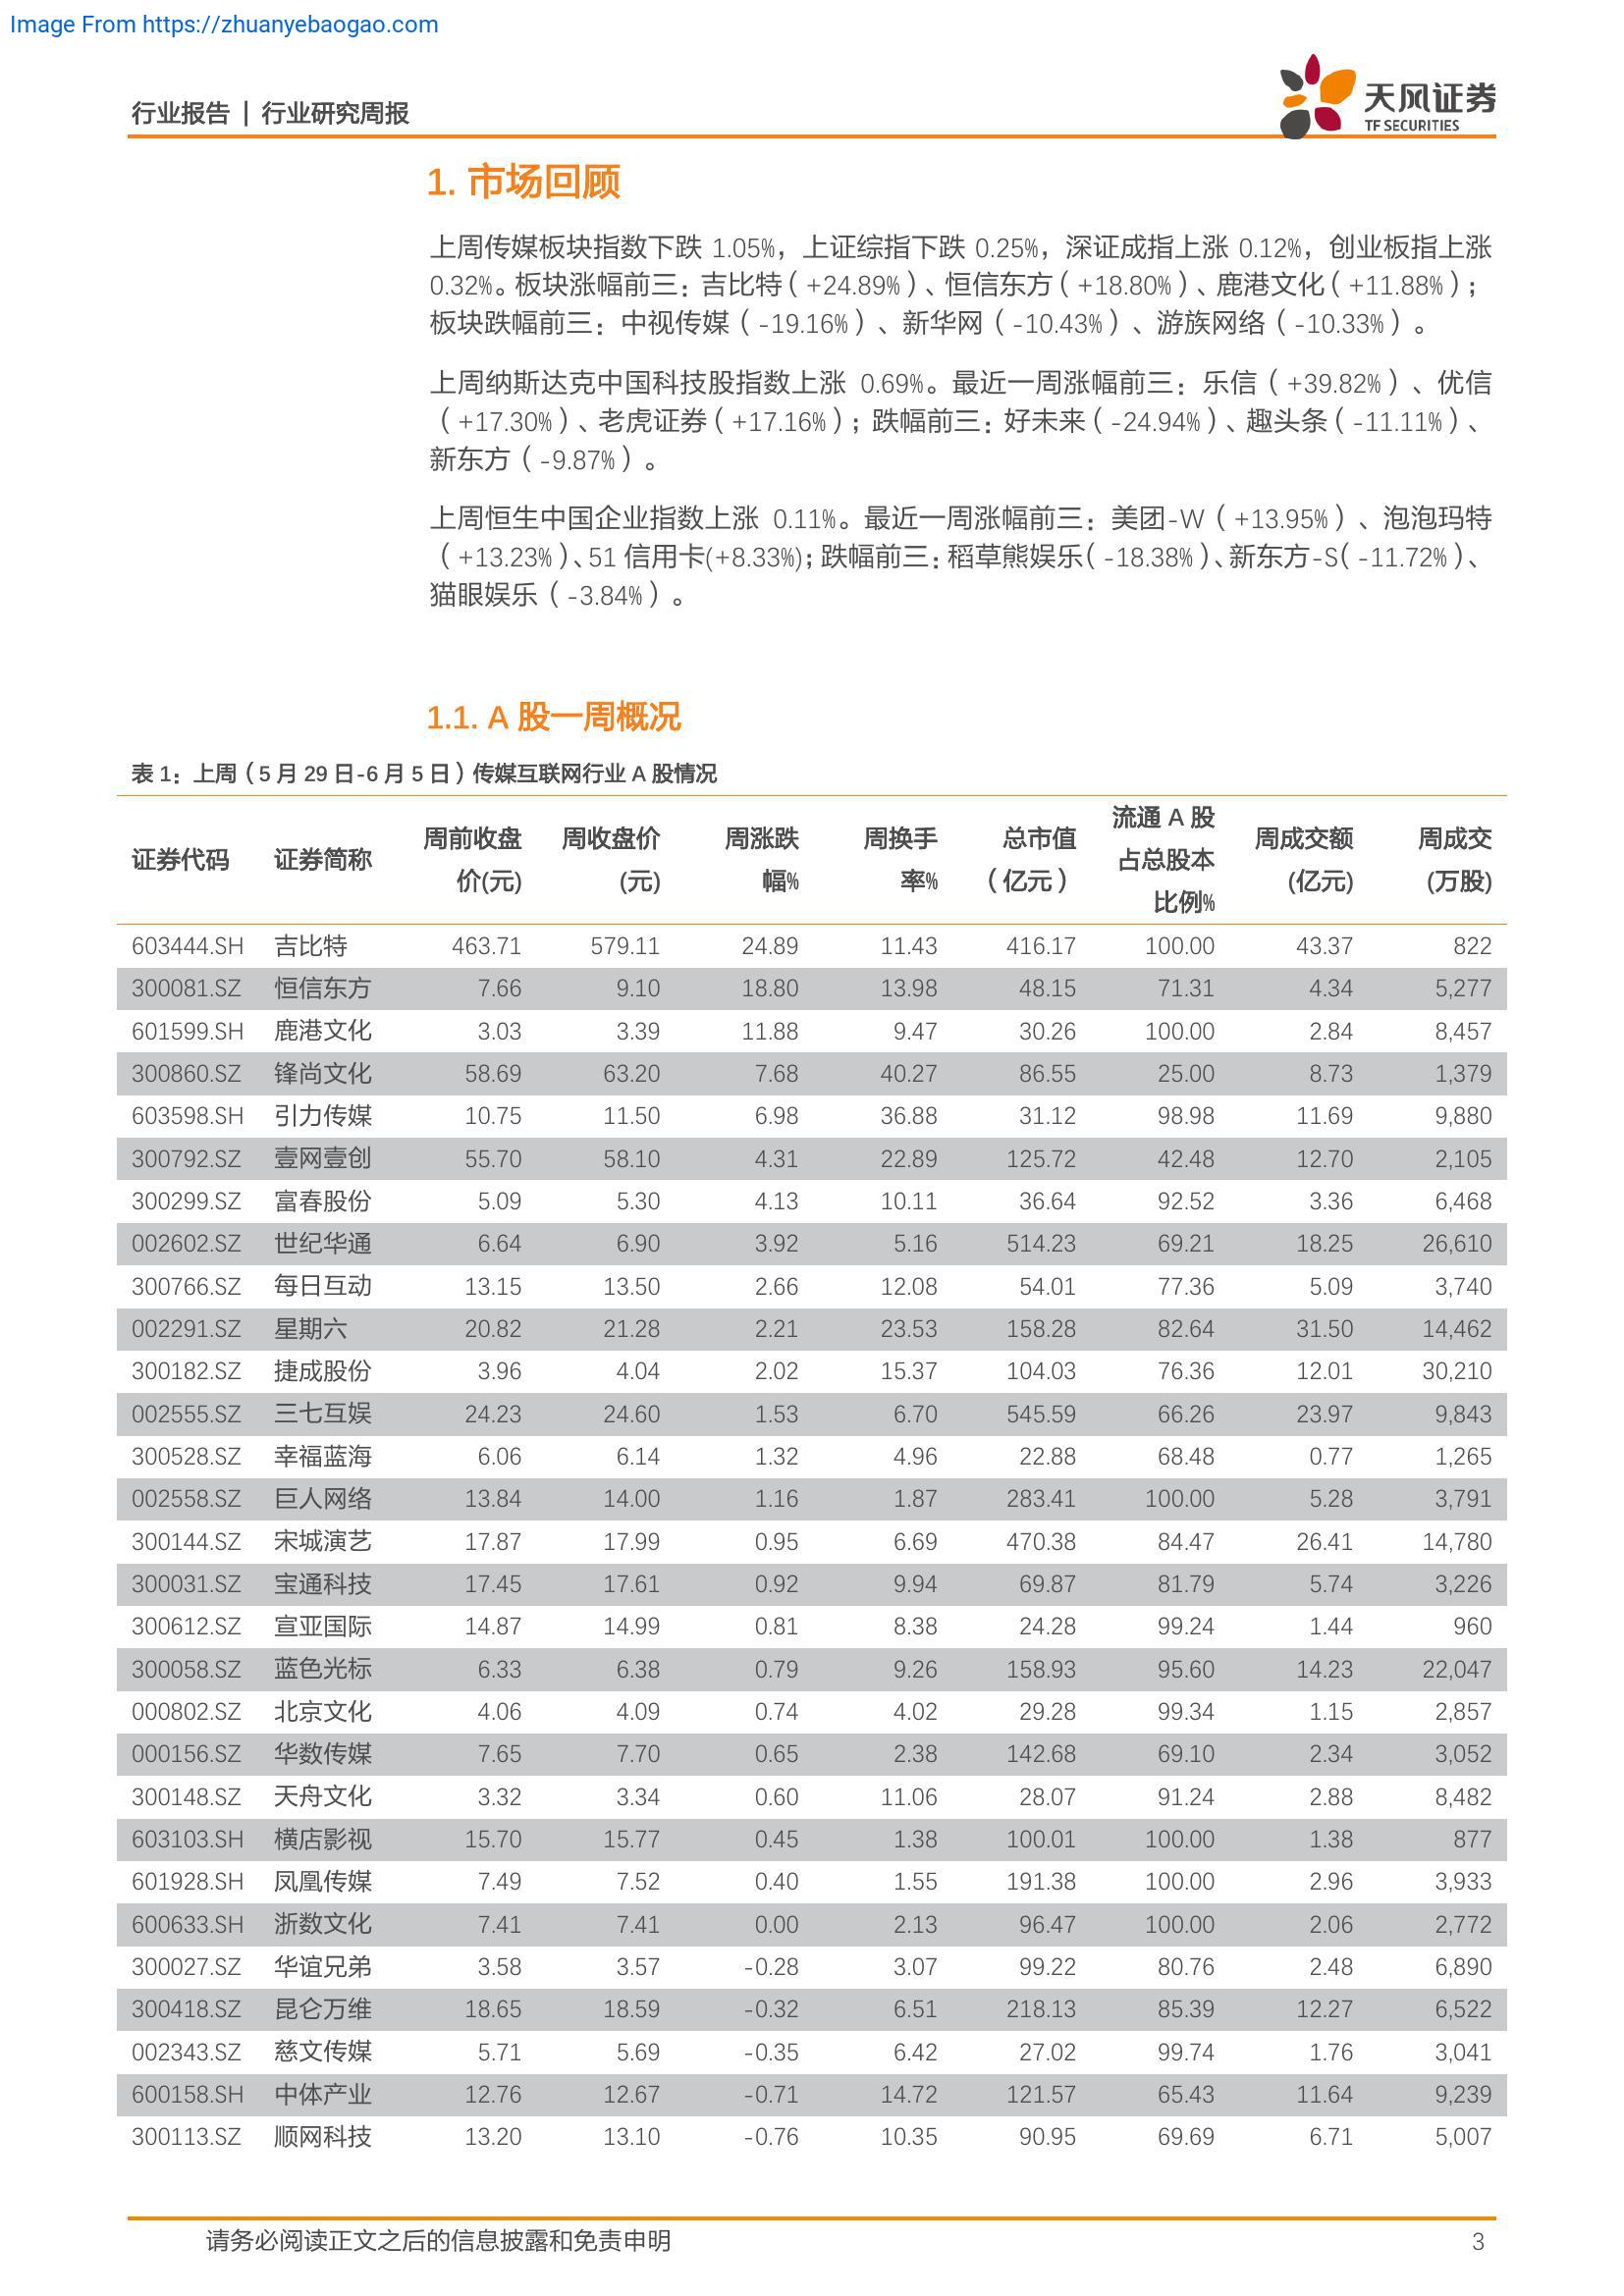 Image From https://zhuanyebaogao.com
行业报告 | 行业研究周报
天风证券
TF SECURITIES
1. 市场回顾
上周传媒板块指数下跌 1.05%，上证综指下跌 0.25%，深证成指上涨 0.12%，创业板指上涨
0.32%。板块涨幅前三：吉比特（+24.89%）、恒信东方（+18.80%）、鹿港文化（+11.88%）；
板块跌幅前三：中视传媒（-19.16%）、新华网（-10.43%）、游族网络（-10.33%）。
上周纳斯达克中国科技股指数上涨 0.69%。最近一周涨幅前三：乐信（+39.82%）、优信
（+17.30%）、老虎证券（+17.16%）；跌幅前三：好未来（-24.94%）、趣头条（-11.11%）、
新东方（-9.87%）。
上周恒生中国企业指数上涨 0.11%。最近一周涨幅前三：美团-W（+13.95%）、泡泡玛特
（+13.23%）、51 信用卡(+8.33%)；跌幅前三：稻草熊娱乐（-18.38%）、新东方-S（-11.72%）、
猫眼娱乐（-3.84%）。
1.1. A 股一周概况
表 1：上周（5 月 29 日-6 月 5 日）传媒互联网行业 A 股情况
证券代码 证券简称 周前收盘价(元) 周收盘价(元) 周涨跌幅% 周换手率% 总市值（亿元） 流通 A 股占总股本比例% 周成交额(亿元) 周成交(万股)
603444.SH 吉比特 463.71 579.11 24.89 11.43 416.17 100.00 43.37 822
300081.SZ 恒信东方 7.66 9.10 18.80 13.98 48.15 71.31 4.34 5,277
601599.SH 鹿港文化 3.03 3.39 11.88 9.47 30.26 100.00 2.84 8,457
300860.SZ 锋尚文化 58.69 63.20 7.68 40.27 86.55 25.00 8.73 1,379
603598.SH 引力传媒 10.75 11.50 6.98 36.88 31.12 98.98 11.69 9,880
300792.SZ 壹网壹创 55.70 58.10 4.31 22.89 125.72 42.48 12.70 2,105
300299.SZ 富春股份 5.09 5.30 4.13 10.11 36.64 92.52 3.36 6,468
002602.SZ 世纪华通 6.64 6.90 3.92 5.16 514.23 69.21 18.25 26,610
300766.SZ 每日互动 13.15 13.50 2.66 12.08 54.01 77.36 5.09 3,740
002291.SZ 星期六 20.82 21.28 2.21 23.53 158.28 82.64 31.50 14,462
300182.SZ 捷成股份 3.96 4.04 2.02 15.37 104.03 76.36 12.01 30,210
002555.SZ 三七互娱 24.23 24.60 1.53 6.70 545.59 66.26 23.97 9,843
300528.SZ 幸福蓝海 6.06 6.14 1.32 4.96 22.88 68.48 0.77 1,265
002558.SZ 巨人网络 13.84 14.00 1.16 1.87 283.41 100.00 5.28 3,791
300144.SZ 宋城演艺 17.87 17.99 0.95 6.69 470.38 84.47 26.41 14,780
300031.SZ 宝通科技 17.45 17.61 0.92 9.94 69.87 81.79 5.74 3,226
300612.SZ 宣亚国际 14.87 14.99 0.81 8.38 24.28 99.24 1.44 960
300058.SZ 蓝色光标 6.33 6.38 0.79 9.26 158.93 95.60 14.23 22,047
000802.SZ 北京文化 4.06 4.09 0.74 4.02 29.28 99.34 1.15 2,857
000156.SZ 华数传媒 7.65 7.70 0.65 2.38 142.68 69.10 2.34 3,052
300148.SZ 天舟文化 3.32 3.34 0.60 11.06 28.07 91.24 2.88 8,482
603103.SH 横店影视 15.70 15.77 0.45 1.38 100.01 100.00 1.38 877
601928.SH 凤凰传媒 7.49 7.52 0.40 1.55 191.38 100.00 2.96 3,933
600633.SH 浙数文化 7.41 7.41 0.00 2.13 96.47 100.00 2.06 2,772
300027.SZ 华谊兄弟 3.58 3.57 -0.28 3.07 99.22 80.76 2.48 6,890
300418.SZ 昆仑万维 18.65 18.59 -0.32 6.51 218.13 85.39 12.27 6,522
002343.SZ 慈文传媒 5.71 5.69 -0.35 6.42 27.02 99.74 1.76 3,041
600158.SH 中体产业 12.76 12.67 -0.71 14.72 121.57 65.43 11.64 9,239
300113.SZ 顺网科技 13.20 13.10 -0.76 10.35 90.95 69.69 6.71 5,007
请务必阅读正文之后的信息披露和免责申明 3